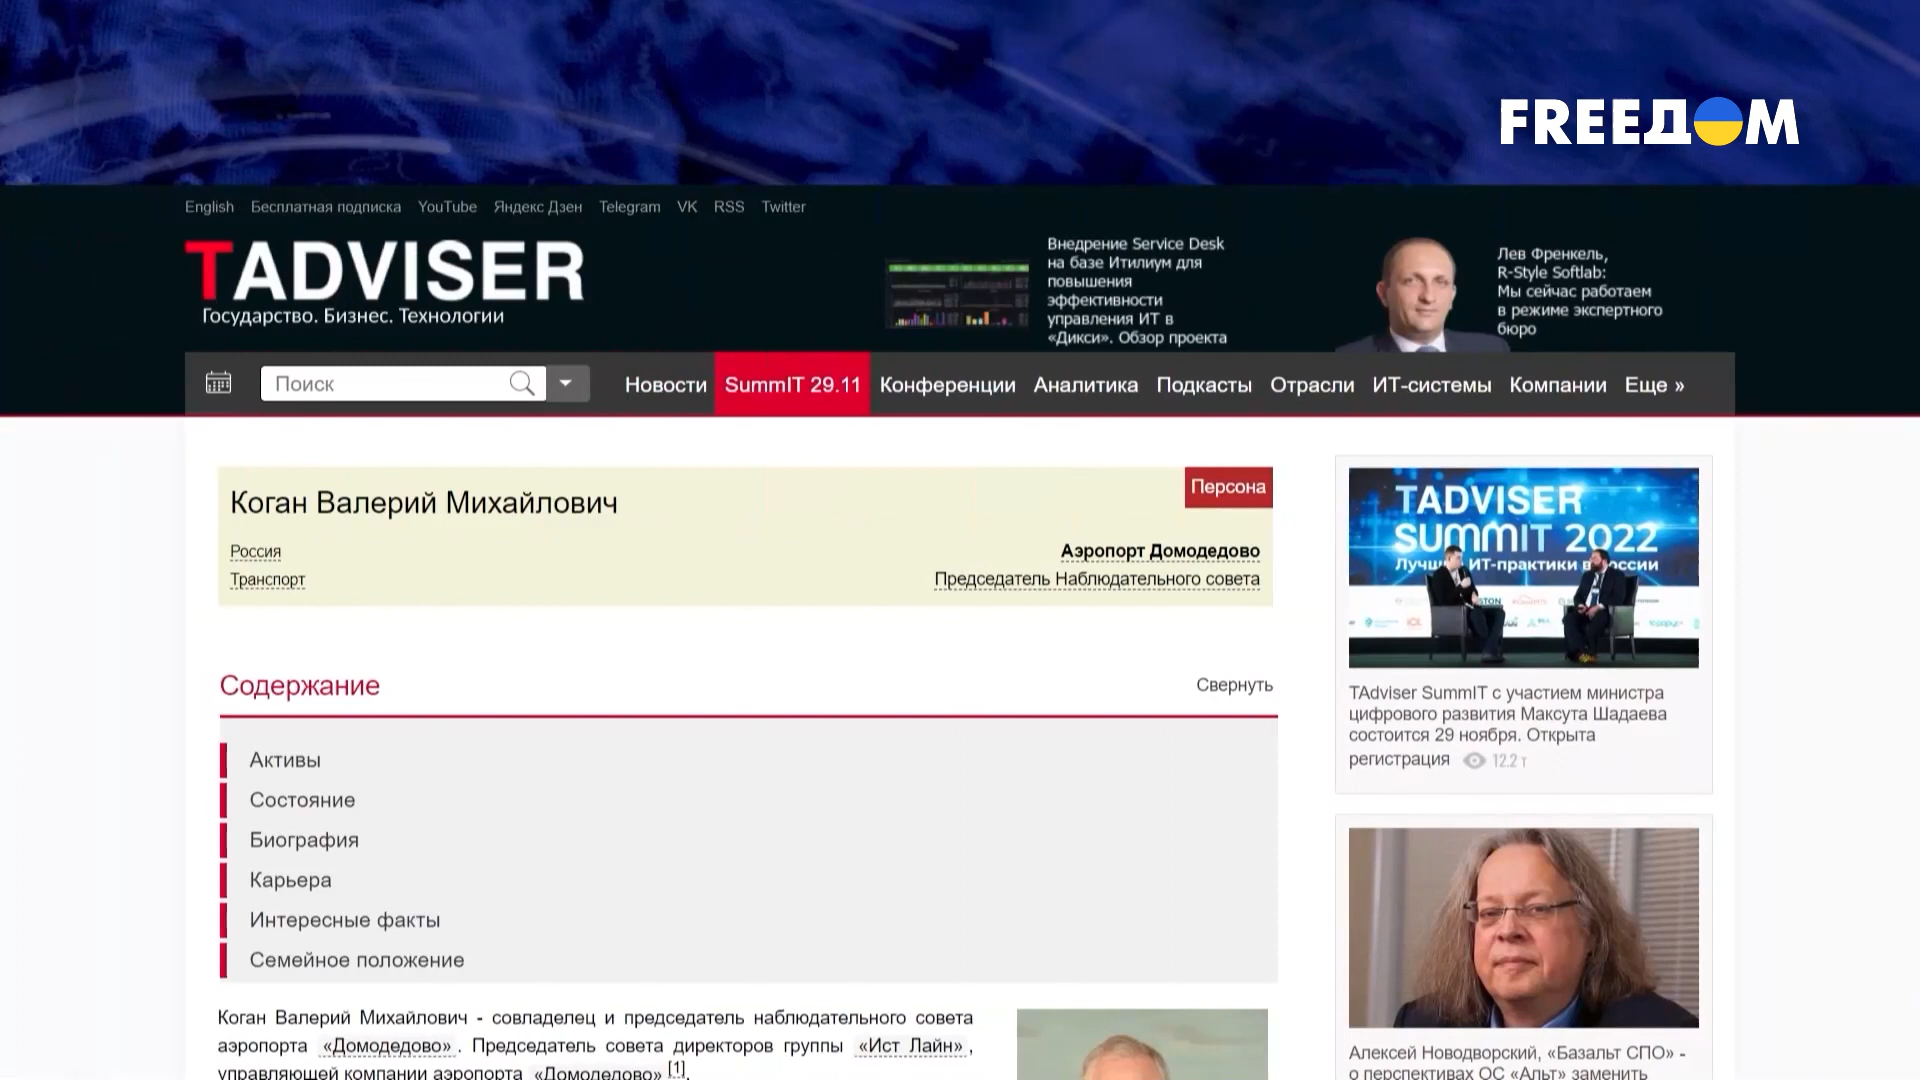 FREEДOM
English Бесплатная подписка YouTube Яндекс Дзен Telegram VK RSS Twitter
TADVISER
Государство. Бизнес. Технологии
Внедрение Service Desk
на базе Итилиум для
повышения
эффективности
управления ИТ в
«Дикси». Обзор проекта
Лев Френкель,
R-Style Softlab:
Мы сейчас работаем
в режиме экспертного
бюро
Поиск
Новости SummIT 29.11 Конференции Аналитика Подкасты Отрасли ИТ-системы Компании Еще »
Коган Валерий Михайлович
Персона
Россия
Аэропорт Домодедово
Транспорт
Председатель Наблюдательного совета
Содержание
Свернуть
Активы
Состояние
Биография
Карьера
Интересные факты
Семейное положение
Коган Валерий Михайлович - совладелец и председатель наблюдательного совета
аэропорта «Домодедово». Председатель совета директоров группы «Ист Лайн»,
управляющей компании аэропорта «Домодедово» [1].
TADVISER
SUMMIT 2022
ИТ-практики
TAdviser SummIT с участием министра
цифрового развития Максута Шадаева
состоится 29 ноября. Открыта
регистрация 12.2 т
Алексей Новодворский, «Базальт СПО» -
о перспективах ОС «Альт» заменить